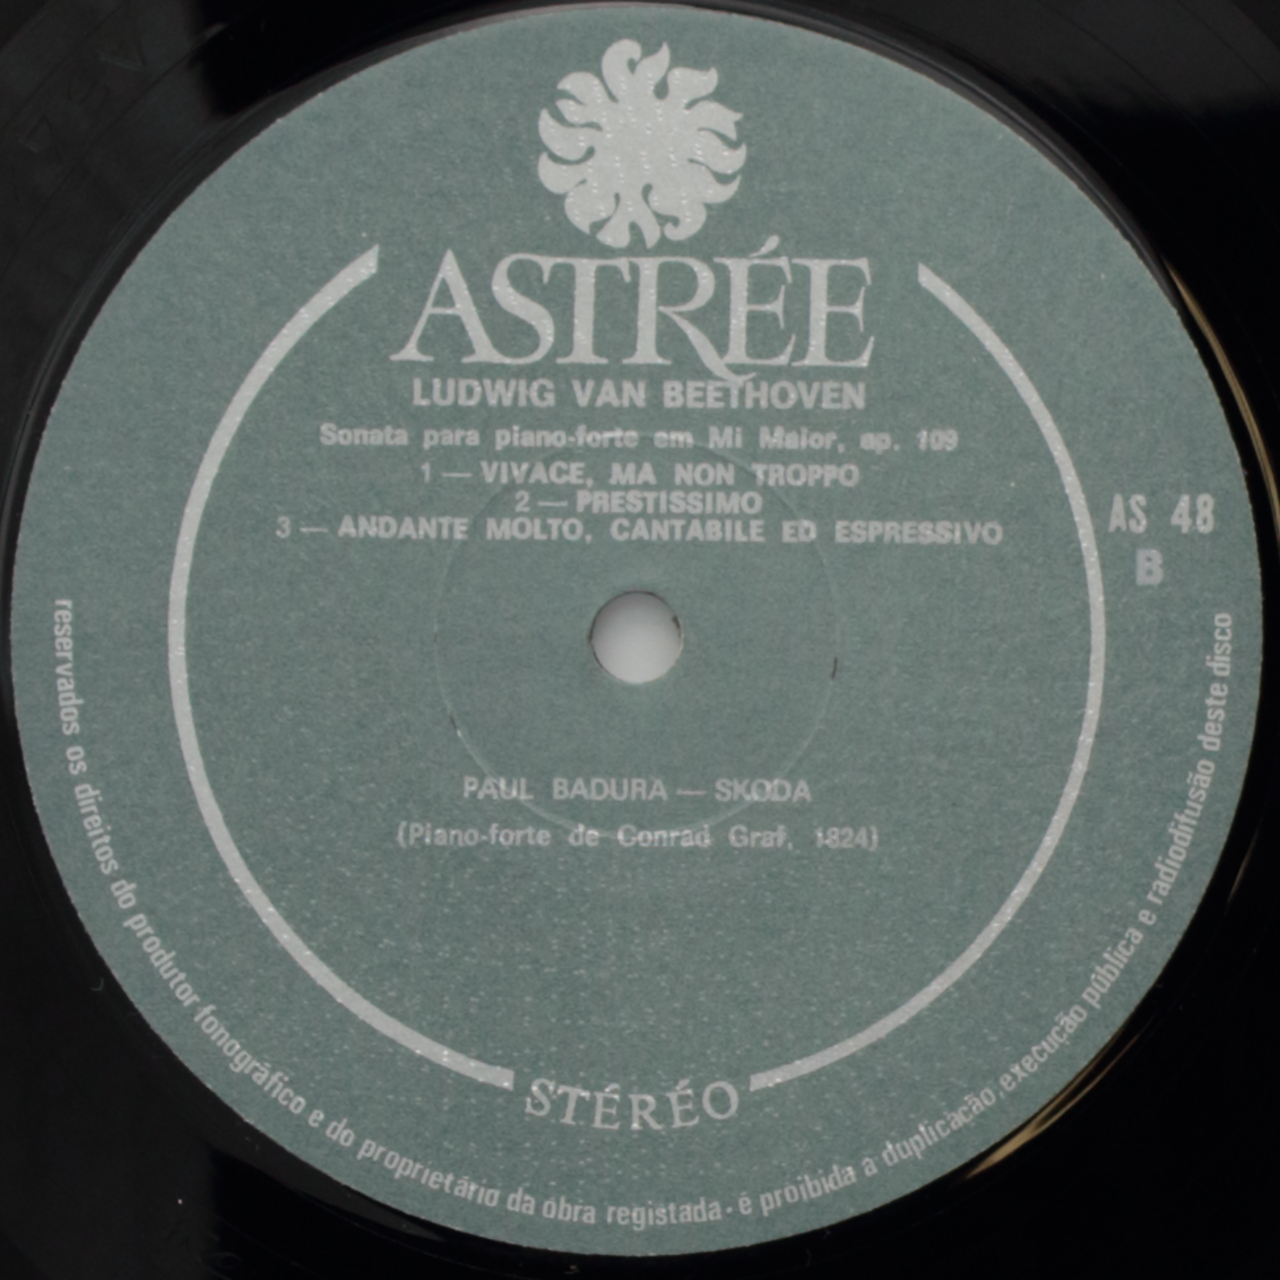 ASTRÉE
LUDWIG VAN BEETHOVEN
Sonata para piano-forte em Mi Maior, op. 109
1 — VIVACE, MA NON TROPPO
2 — PRESTISSIMO
3 — ANDANTE MOLTO, CANTABILE ED ESPRESSIVO
AS 48
B
PAUL BADURA — SKODA
(Piano-forte de Conrad Graf, 1824)
STÉRÉO
reservados os direitos do produtor fonográfico e do proprietário da obra registada · é proibida a duplicação, execução pública e radiodifusão deste disco